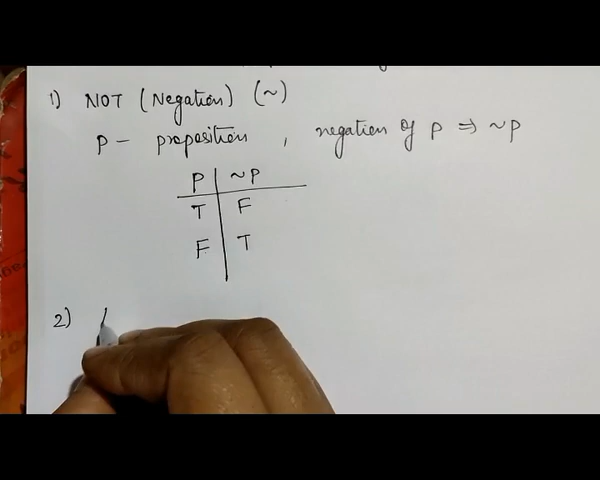 1) NOT (Negation) (~)
P - proposition , negation of P ⇒ ~P
P | ~P
T | F
F | T
2)